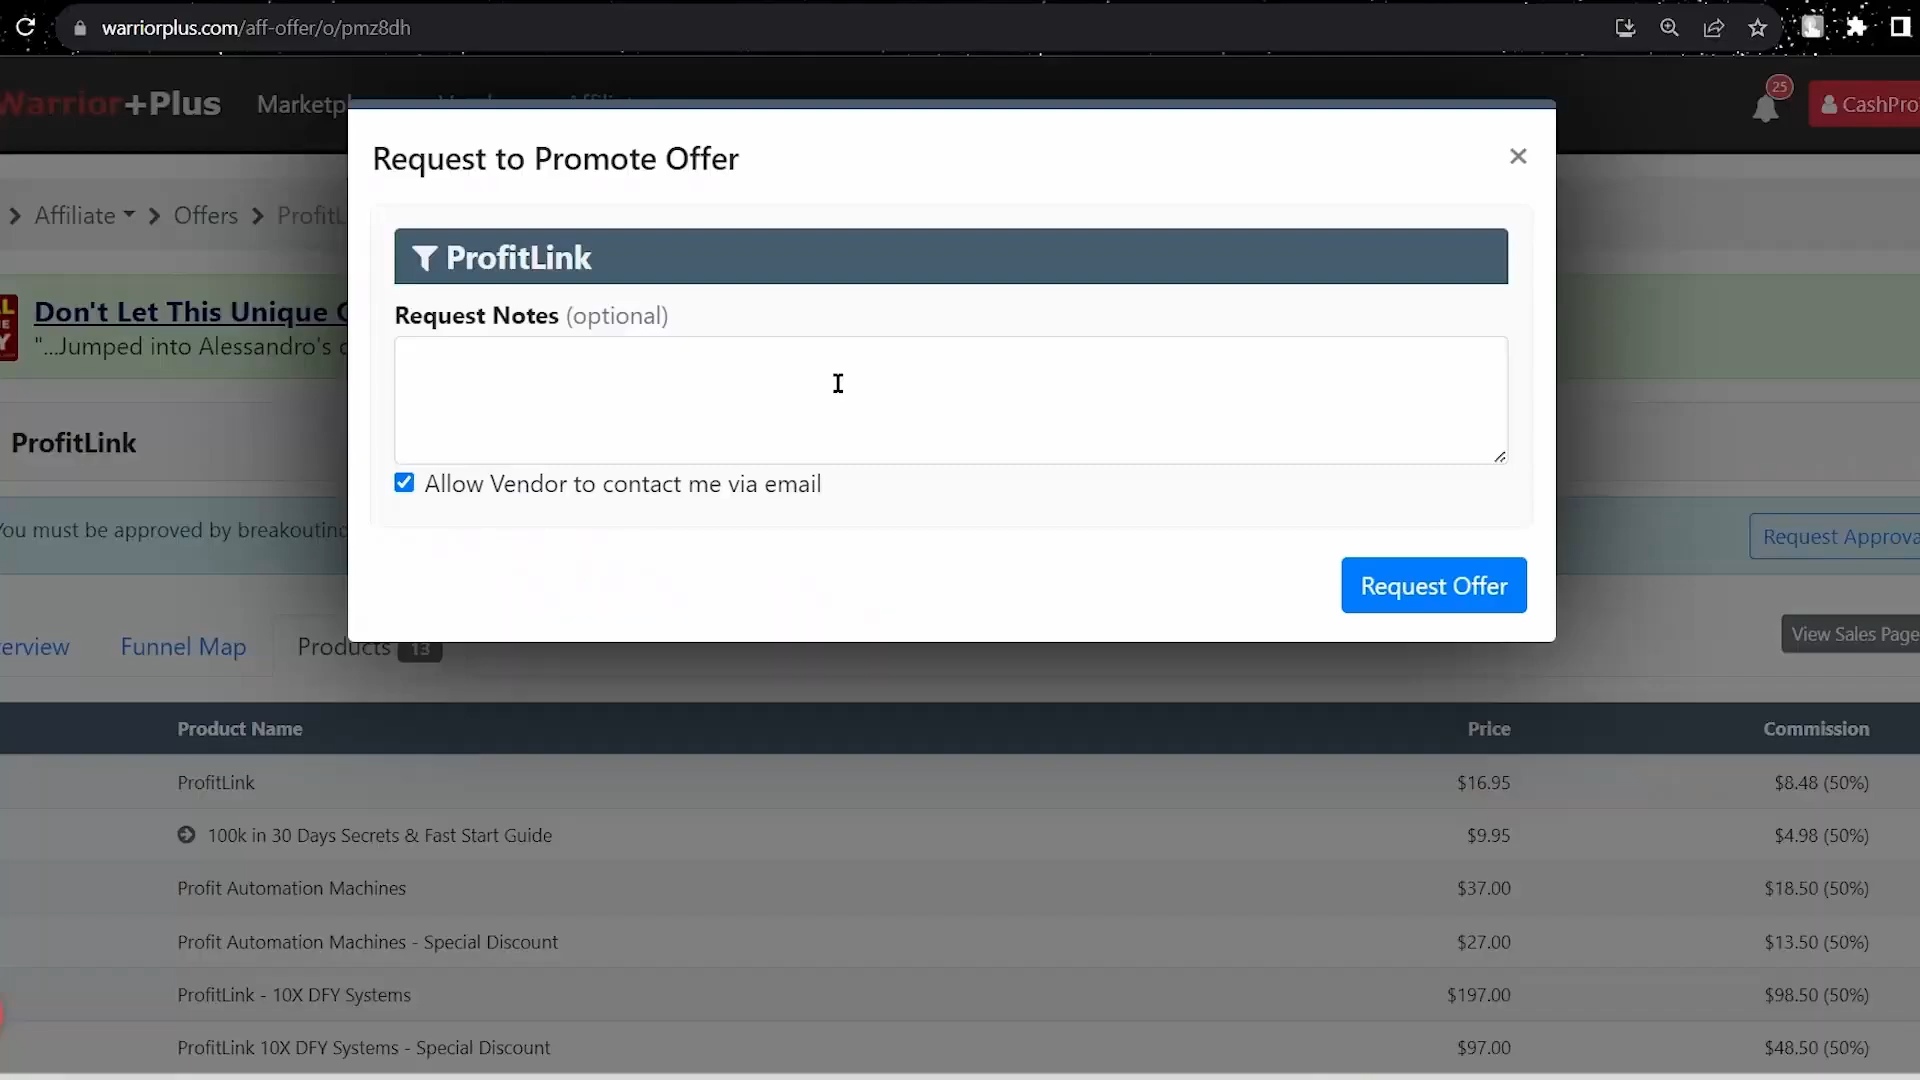 warriorplus.com/aff-offer/o/pmz8dh
Warrior+Plus
25
CashPro
Request to Promote Offer
Affiliate
Offers
ProfitL
ProfitLink
Request Notes (optional)
Don't Let This Unique
"...Jumped into Alessandro's
ProfitLink
Allow Vendor to contact me via email
You must be approved by breakoutinc
Request Approva
Request Offer
erview
Funnel Map
Products 13
View Sales Page
Product Name Price Commission
ProfitLink $16.95 $8.48 (50%)
100k in 30 Days Secrets & Fast Start Guide $9.95 $4.98 (50%)
Profit Automation Machines $37.00 $18.50 (50%)
Profit Automation Machines - Special Discount $27.00 $13.50 (50%)
ProfitLink - 10X DFY Systems $197.00 $98.50 (50%)
ProfitLink 10X DFY Systems - Special Discount $97.00 $48.50 (50%)